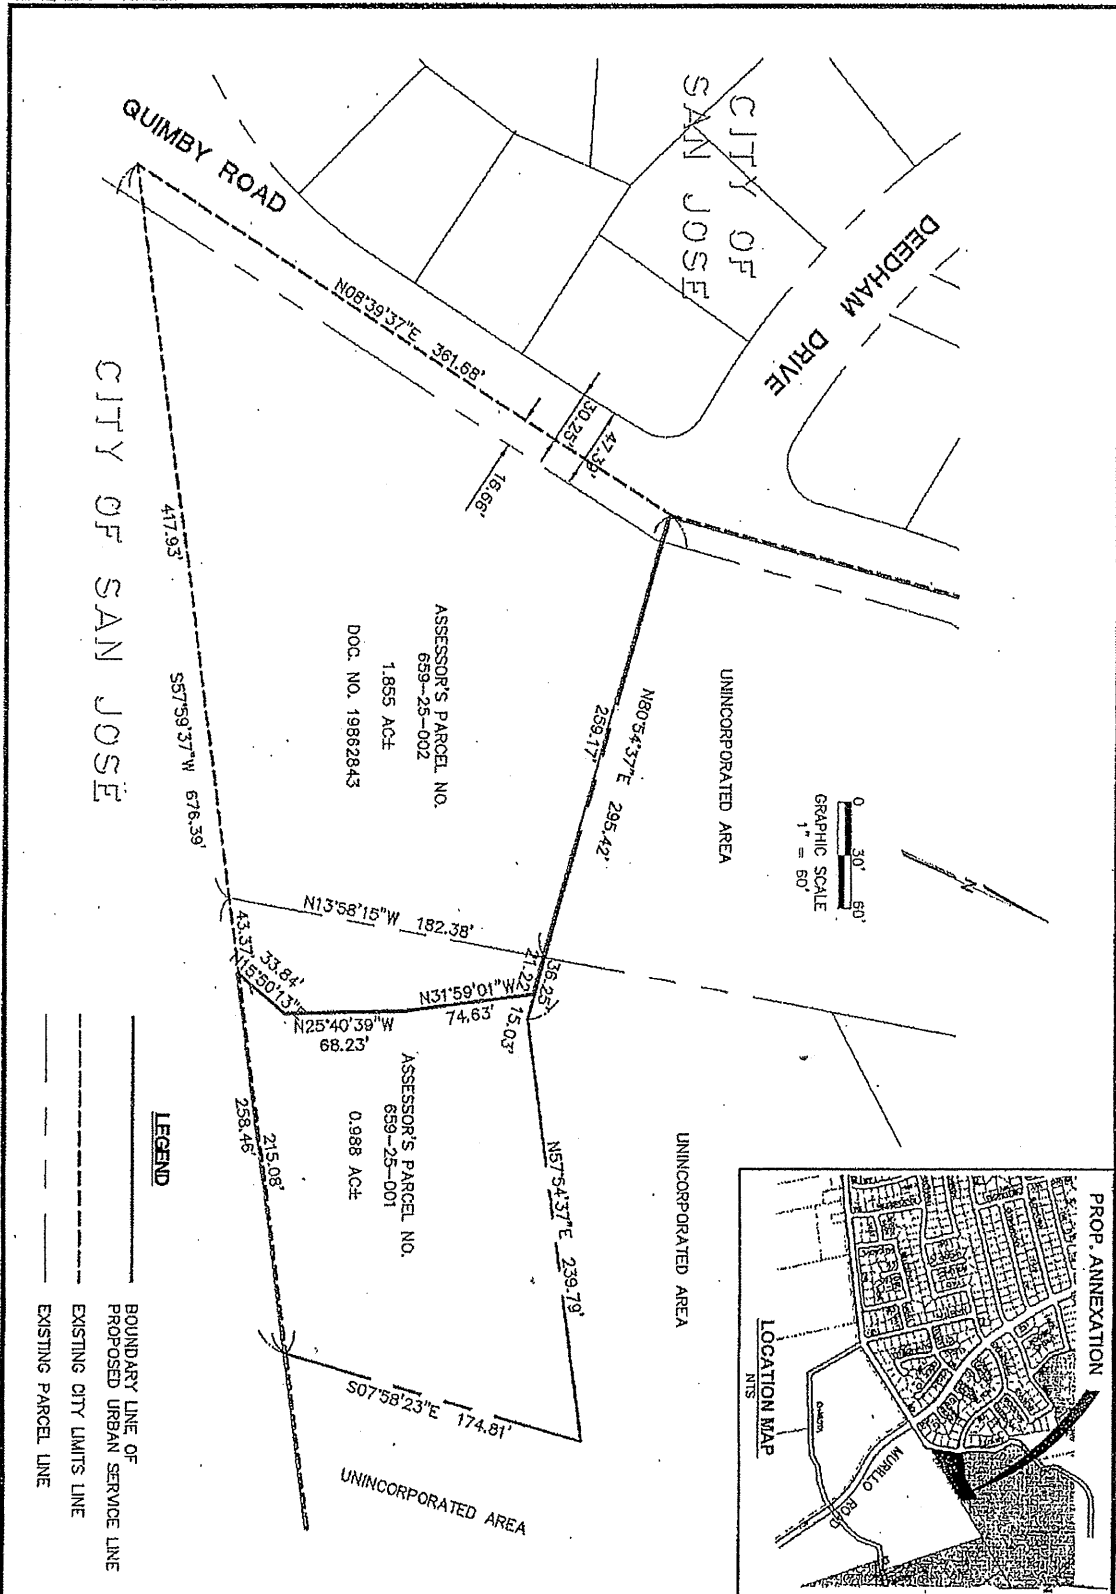 CITY OF
SAN JOSE
DEEDHAM
DRIVE
QUIMBY ROAD
N08°39'37"E 361.68'
30.25'
47.39'
16.66'
CITY OF SAN JOSE
417.93'
S57°59'37"W 676.39'
ASSESSOR'S PARCEL NO.
659-25-002
1.855 AC±
DOC. NO. 19862843
N80°54'37"E 295.42'
259.17'
UNINCORPORATED AREA
0 30' 60'
GRAPHIC SCALE
1" = 60'
N
N13°58'15"W 182.38'
36.25'
21.22'
15.03'
43.37'
33.84'
N15°50'13"E
N25°40'39"W
68.23'
N31°59'01"W
74.63'
ASSESSOR'S PARCEL NO.
659-25-001
0.988 AC±
215.08'
258.46'
N57°54'37"E 239.79'
UNINCORPORATED AREA
S07°58'23"E 174.81'
UNINCORPORATED AREA
PROP. ANNEXATION
MURILLO ROAD
N
LOCATION MAP
NTS
LEGEND
BOUNDARY LINE OF
PROPOSED URBAN SERVICE LINE
EXISTING CITY LIMITS LINE
EXISTING PARCEL LINE